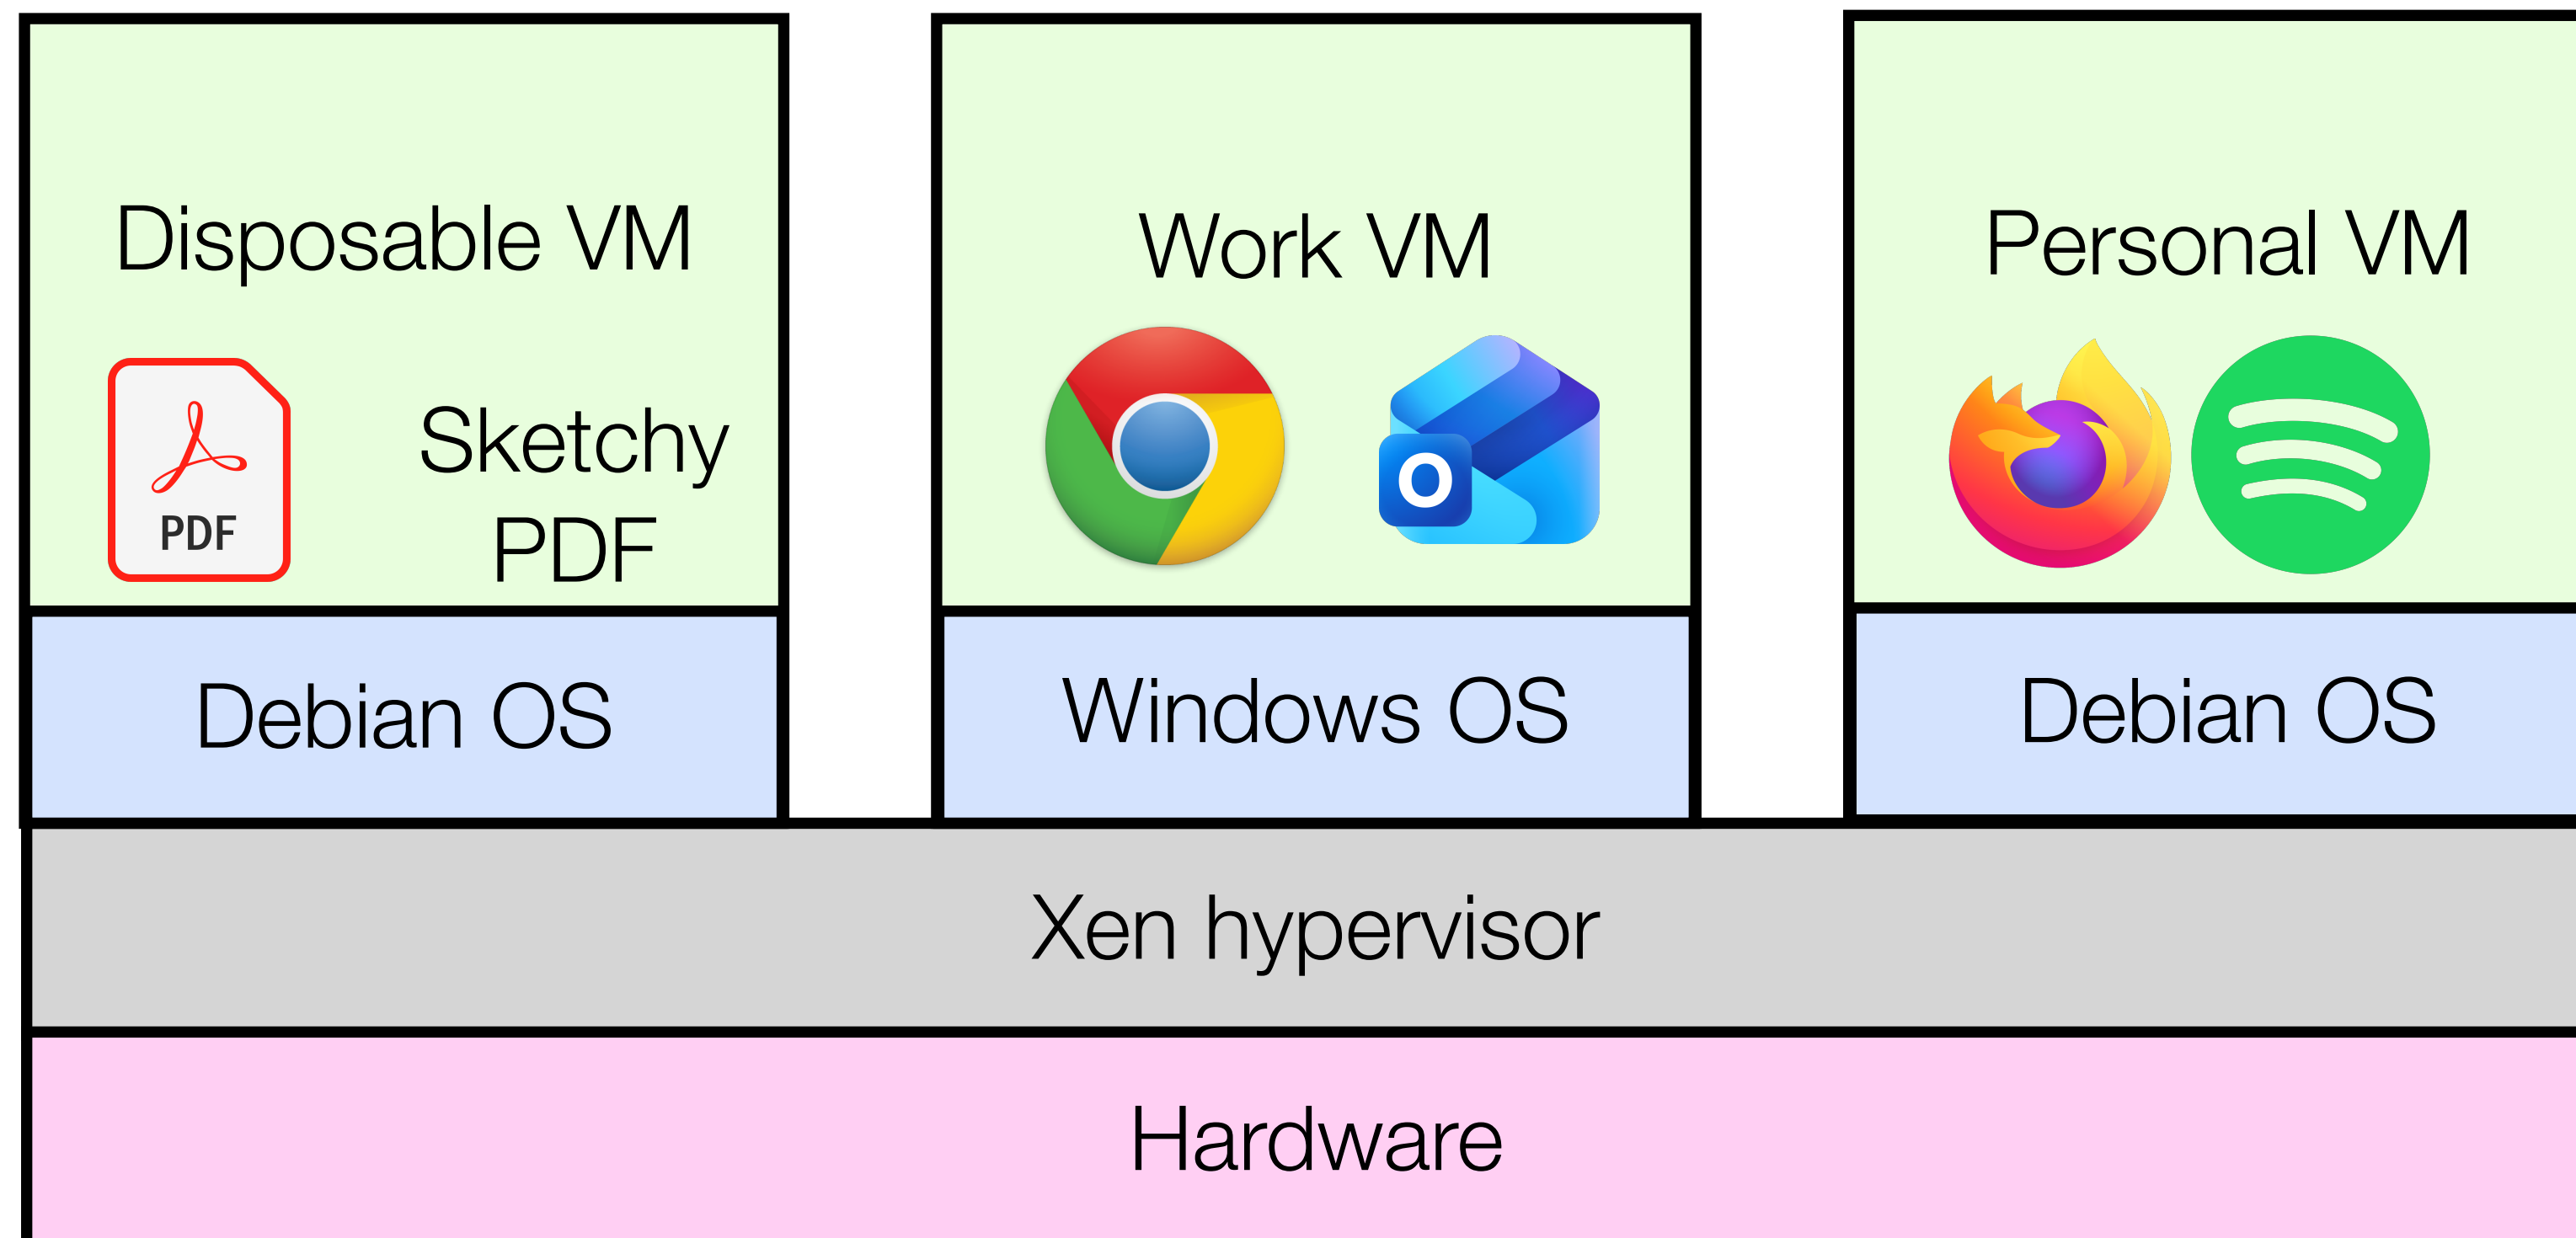 Disposable VM
Work VM
Personal VM
Sketchy
PDF
PDF
O
Debian OS
Windows OS
Debian OS
Xen hypervisor
Hardware